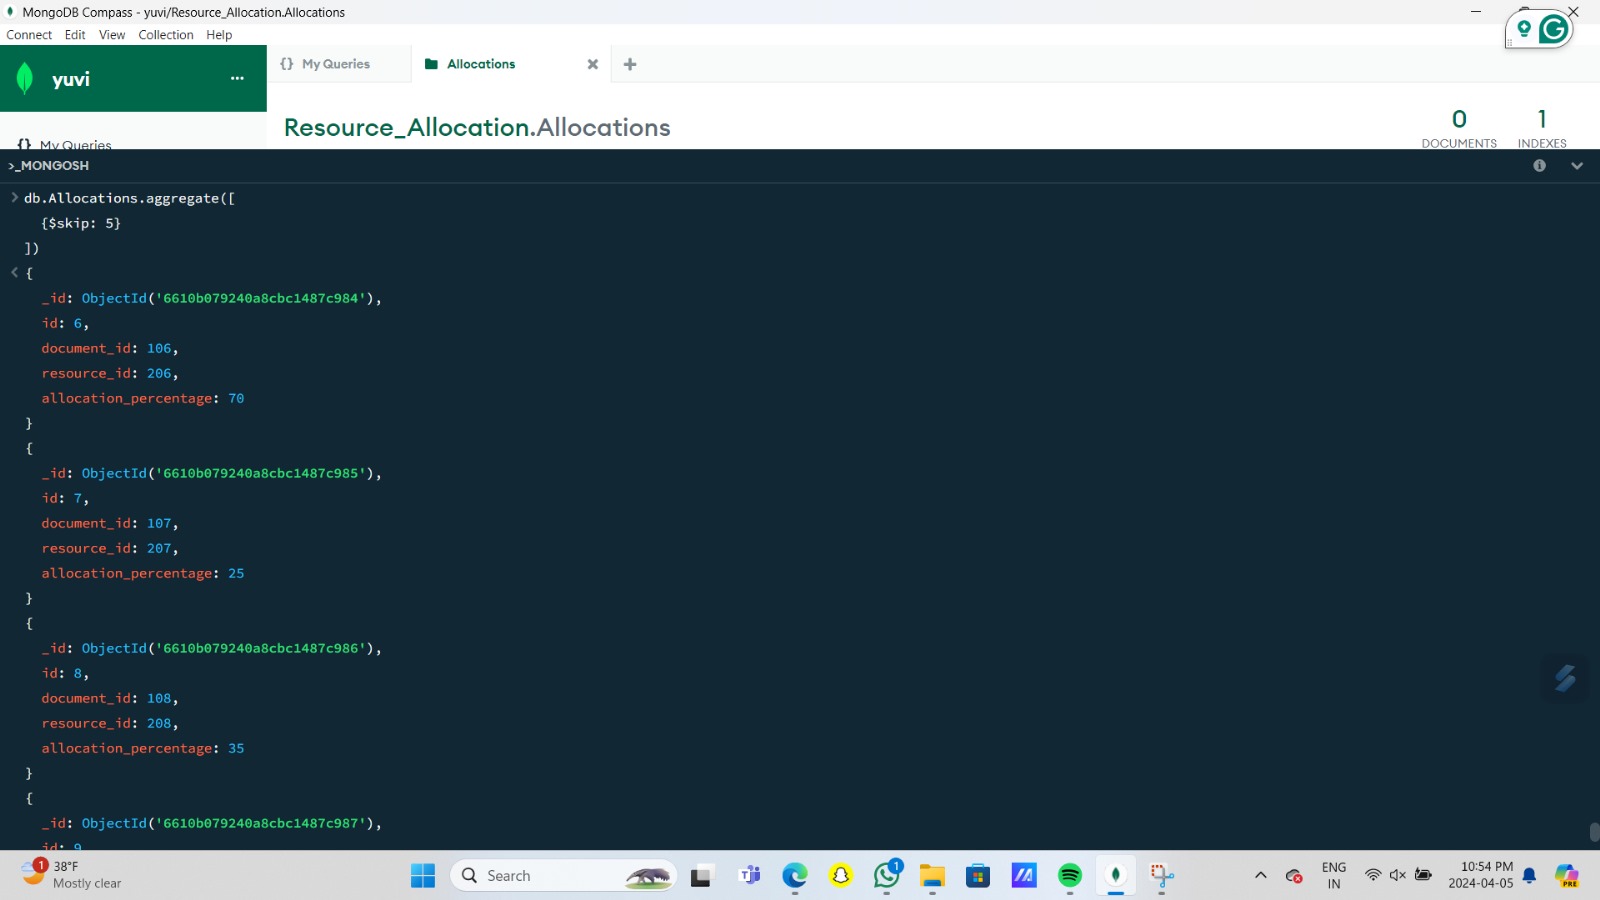 MongoDB Compass - yuvi/Resource_Allocation.Allocations
Connect Edit View Collection Help
yuvi
{} My Queries
Allocations
{} My Queries
Resource_Allocation.Allocations
0
DOCUMENTS
1
INDEXES
>_MONGOSH
> db.Allocations.aggregate([
{$skip: 5}
])
< {
_id: ObjectId('6610b079240a8cbc1487c984'),
id: 6,
document_id: 106,
resource_id: 206,
allocation_percentage: 70
}
{
_id: ObjectId('6610b079240a8cbc1487c985'),
id: 7,
document_id: 107,
resource_id: 207,
allocation_percentage: 25
}
{
_id: ObjectId('6610b079240a8cbc1487c986'),
id: 8,
document_id: 108,
resource_id: 208,
allocation_percentage: 35
}
{
_id: ObjectId('6610b079240a8cbc1487c987'),
id: 9
1
38°F
Mostly clear
Search
1
ENG
IN
10:54 PM
2024-04-05
PRE